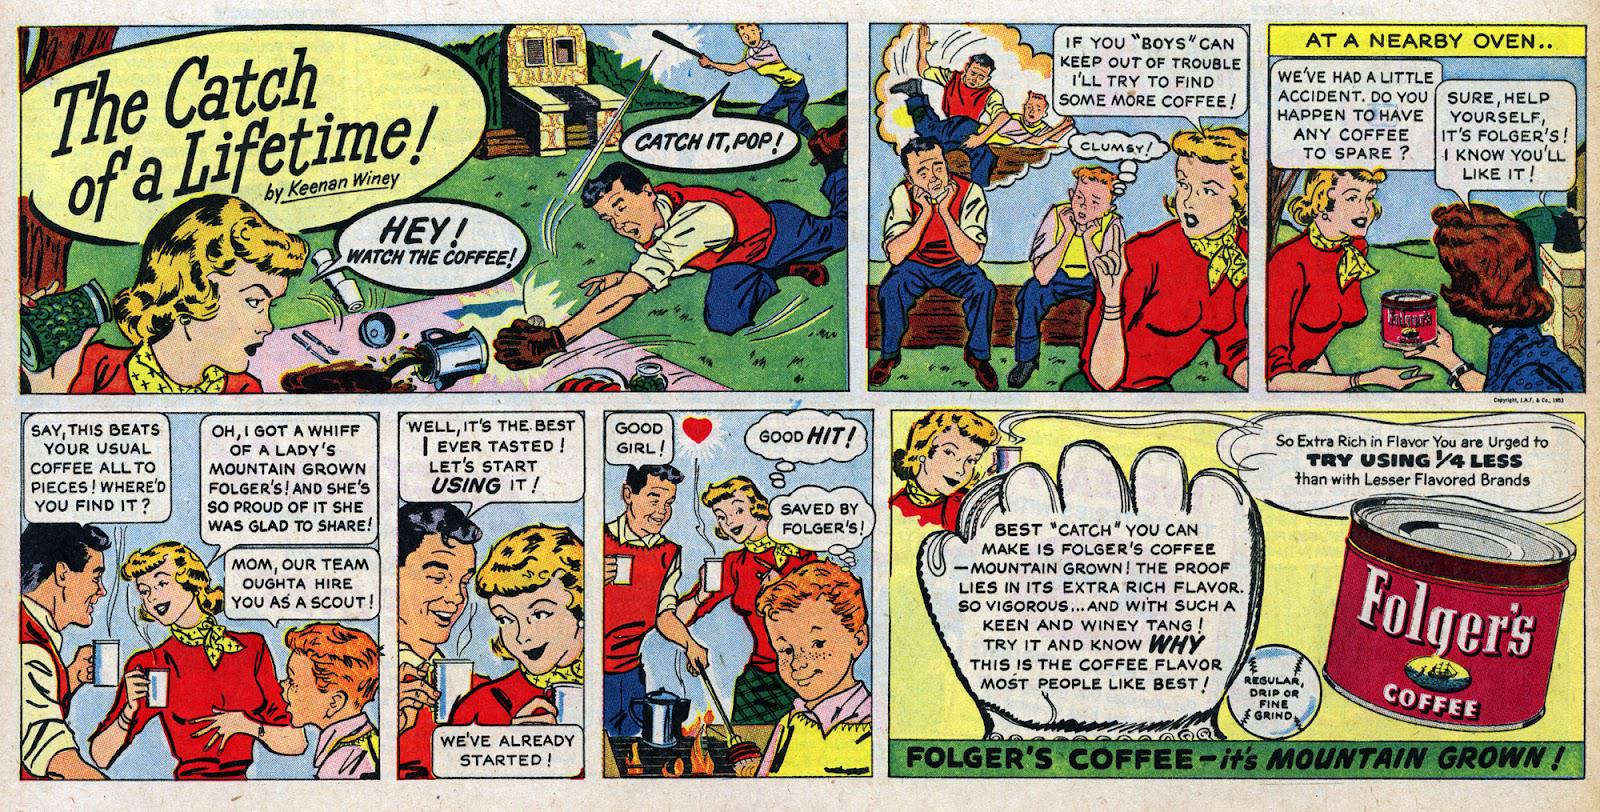 The Catch
of a Lifetime!
by Keenan Winey
HEY!
WATCH THE COFFEE!
CATCH IT, POP!
IF YOU "BOYS" CAN
KEEP OUT OF TROUBLE
I'LL TRY TO FIND
SOME MORE COFFEE!
CLUMSY!
AT A NEARBY OVEN..
WE'VE HAD A LITTLE
ACCIDENT. DO YOU
HAPPEN TO HAVE
ANY COFFEE
TO SPARE?
SURE, HELP
YOURSELF,
IT'S FOLGER'S!
I KNOW YOU'LL
LIKE IT!
Folger's
COFFEE
Copyright, J.A.F. & Co., 1953
SAY, THIS BEATS
YOUR USUAL
COFFEE ALL TO
PIECES! WHERE'D
YOU FIND IT?
OH, I GOT A WHIFF
OF A LADY'S
MOUNTAIN GROWN
FOLGER'S! AND SHE'S
SO PROUD OF IT SHE
WAS GLAD TO SHARE!
MOM, OUR TEAM
OUGHTA HIRE
YOU AS A SCOUT!
WELL, IT'S THE BEST
I EVER TASTED!
LET'S START
USING IT!
WE'VE ALREADY
STARTED!
GOOD
GIRL!
GOOD HIT!
SAVED BY
FOLGER'S!
So Extra Rich in Flavor You are Urged to
TRY USING 1/4 LESS
than with Lesser Flavored Brands
BEST "CATCH" YOU CAN
MAKE IS FOLGER'S COFFEE
—MOUNTAIN GROWN! THE PROOF
LIES IN ITS EXTRA RICH FLAVOR.
SO VIGOROUS...AND WITH SUCH A
KEEN AND WINEY TANG!
TRY IT AND KNOW WHY
THIS IS THE COFFEE FLAVOR
MOST PEOPLE LIKE BEST!
REGULAR,
DRIP OR
FINE
GRIND
Folger's
COFFEE
FOLGER'S COFFEE—it's MOUNTAIN GROWN!